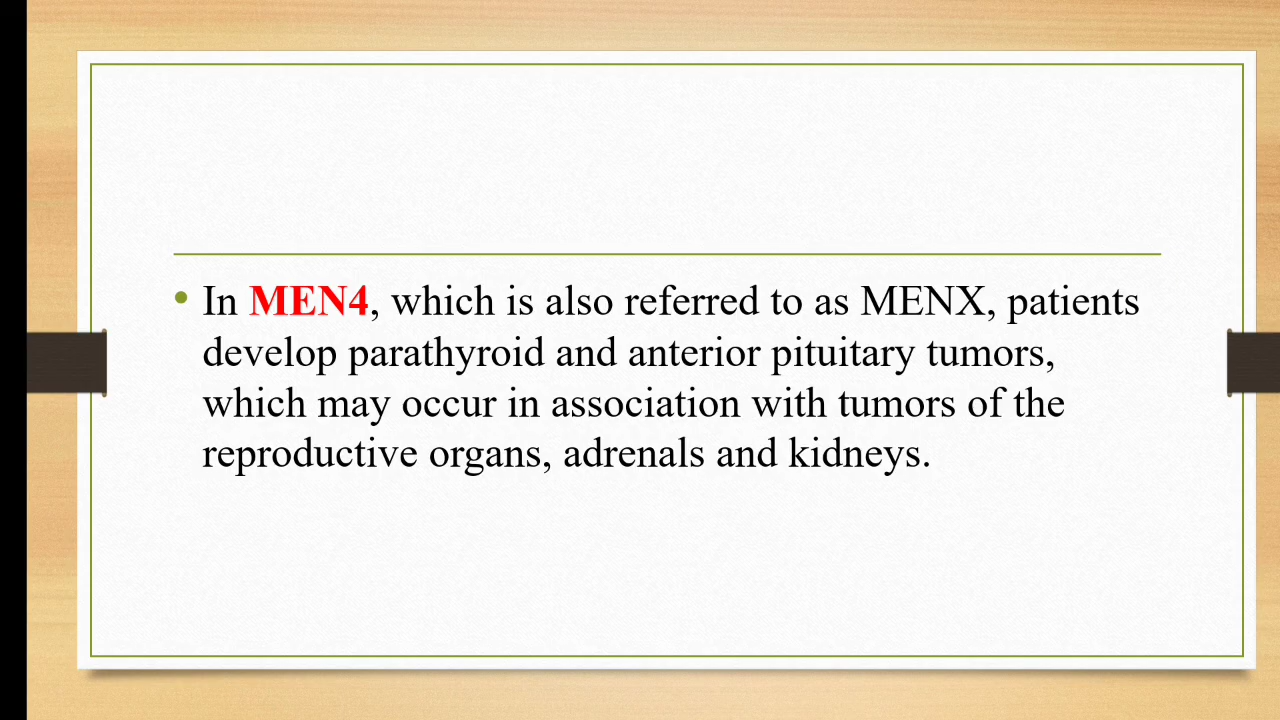 • In MEN4, which is also referred to as MENX, patients
develop parathyroid and anterior pituitary tumors,
which may occur in association with tumors of the
reproductive organs, adrenals and kidneys.